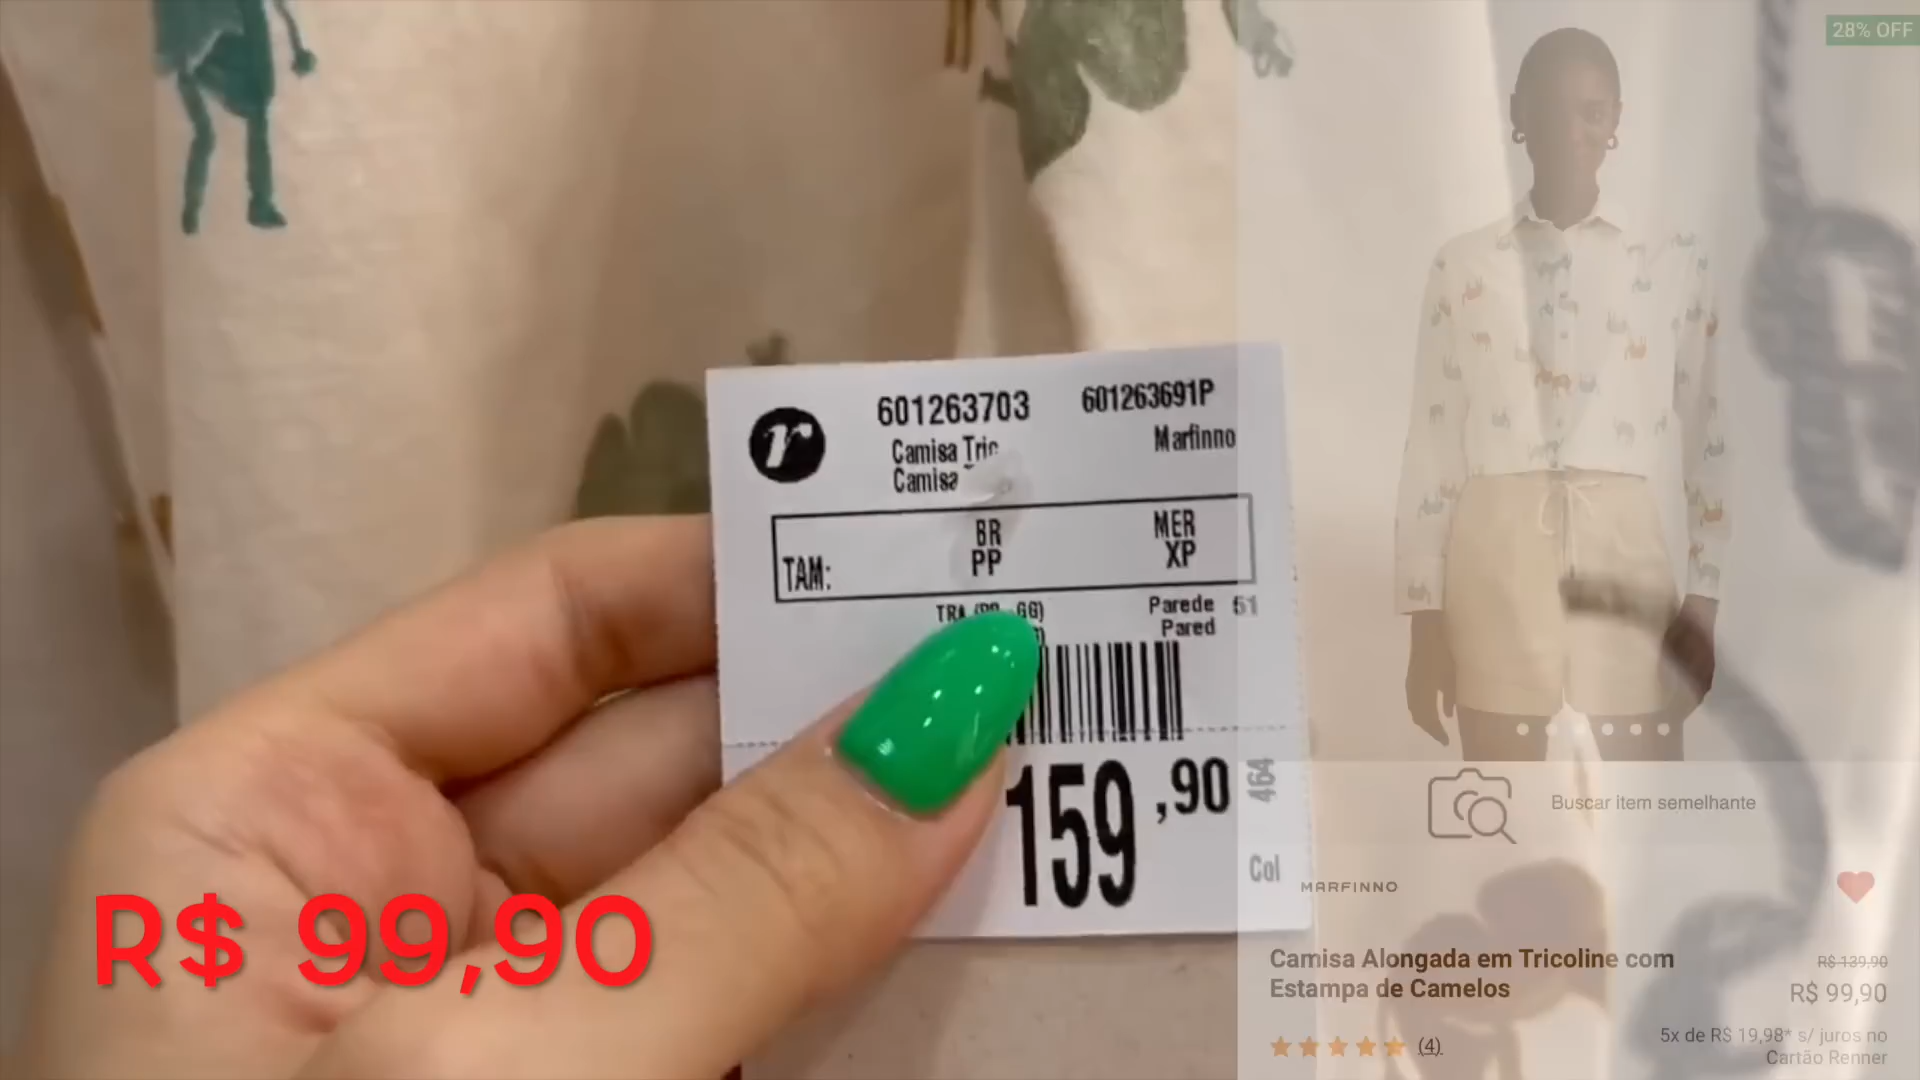 28% OFF
601263703 601263691P
Camisa Tric Marfinno
Camisa
BR MER
TAM: PP XP
GG) Parede 51
Pared
159,90
464
Col
R$ 99,90
Buscar item semelhante
MARFINNO
Camisa Alongada em Tricoline com
Estampa de Camelos
R$ 139,90
R$ 99,90
(4)
5x de R$ 19,98* s/ juros no
Cartão Renner